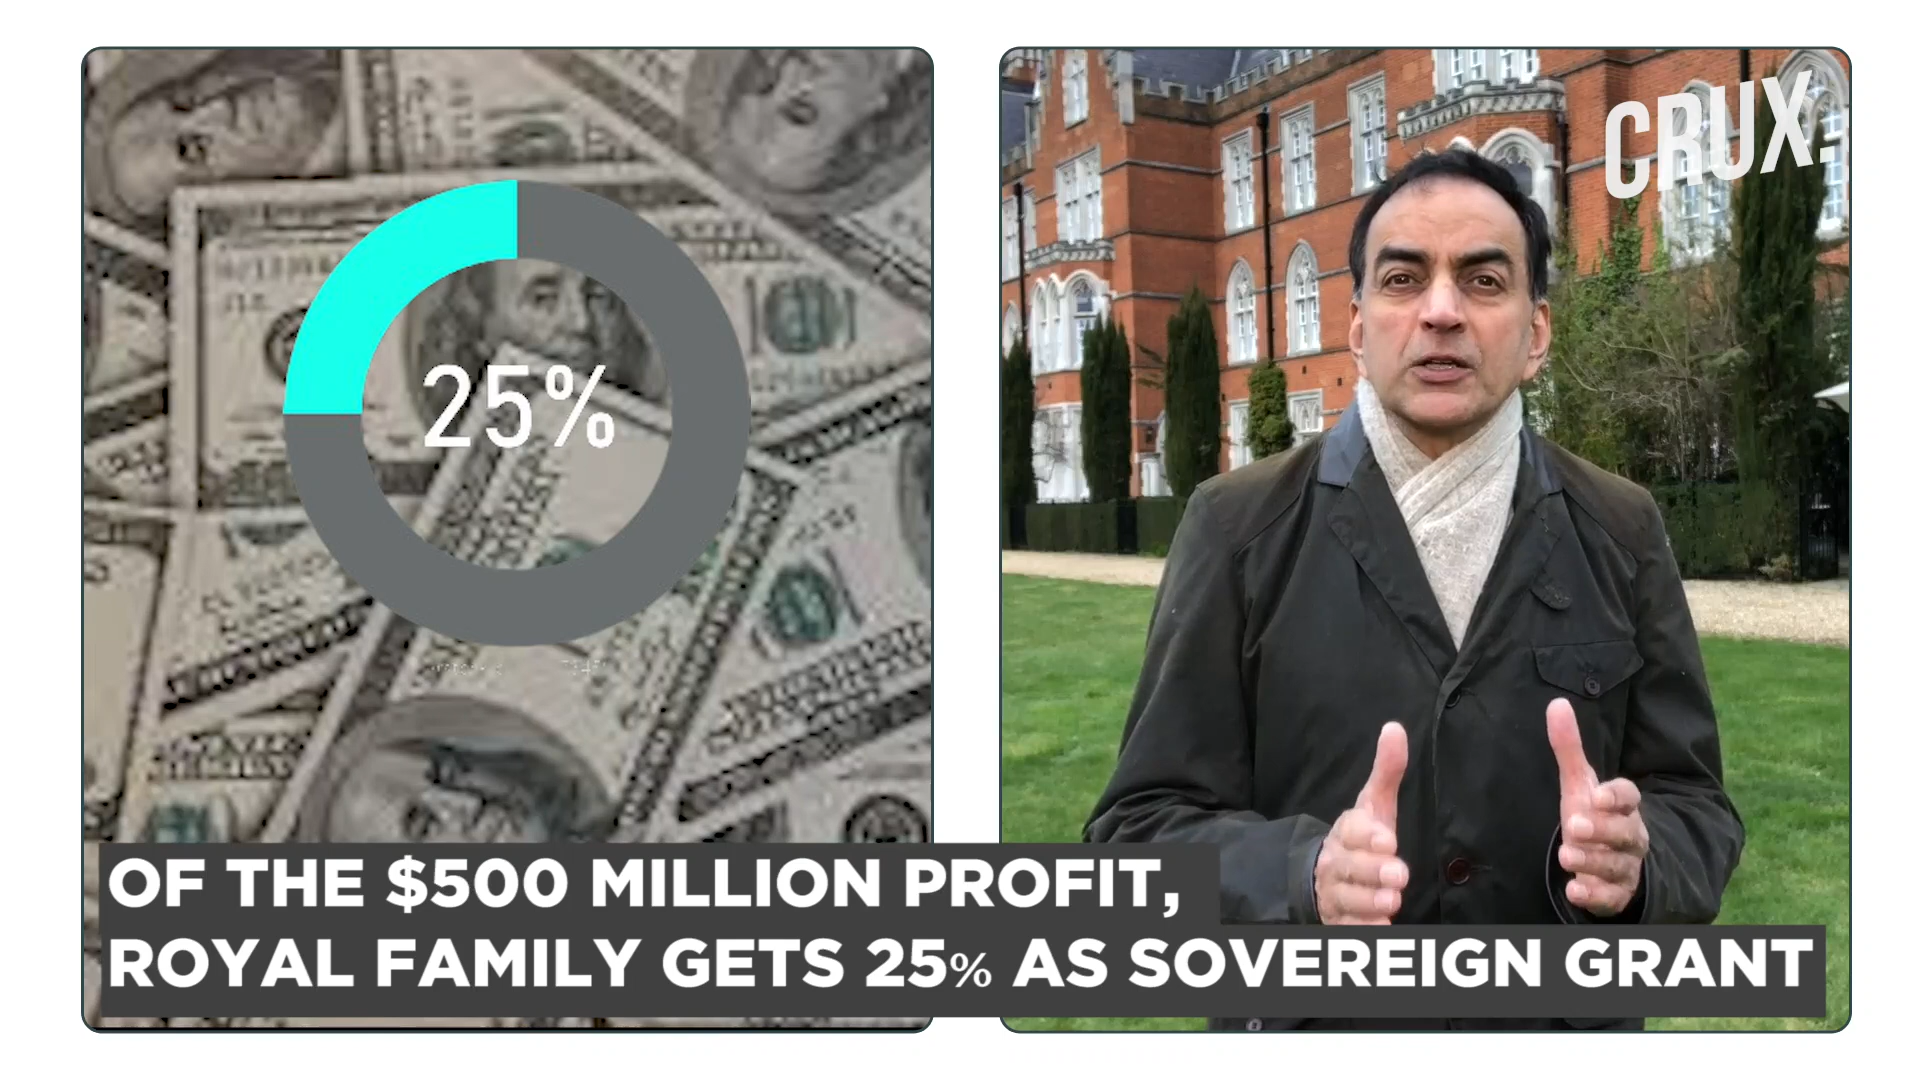 CRUX.
25%
OF THE $500 MILLION PROFIT,
ROYAL FAMILY GETS 25% AS SOVEREIGN GRANT